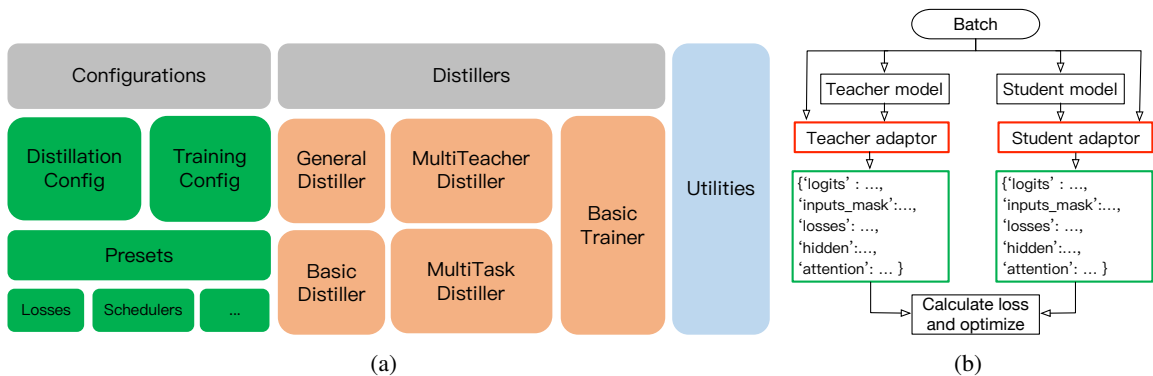 Configurations
Distillers
Utilities
Distillation
Config
Training
Config
General
Distiller
MultiTeacher
Distiller
Basic
Trainer
Presets
Basic
Distiller
MultiTask
Distiller
Losses
Schedulers
...
(a)
Batch
Teacher model
Student model
Teacher adaptor
Student adaptor
{‘logits’ : ...,
‘inputs_mask’:...,
‘losses’ : ...,
‘hidden’:...,
‘attention’: ... }
{‘logits’ : ...,
‘inputs_mask’:...,
‘losses’ : ...,
‘hidden’:...,
‘attention’: ... }
Calculate loss
and optimize
(b)